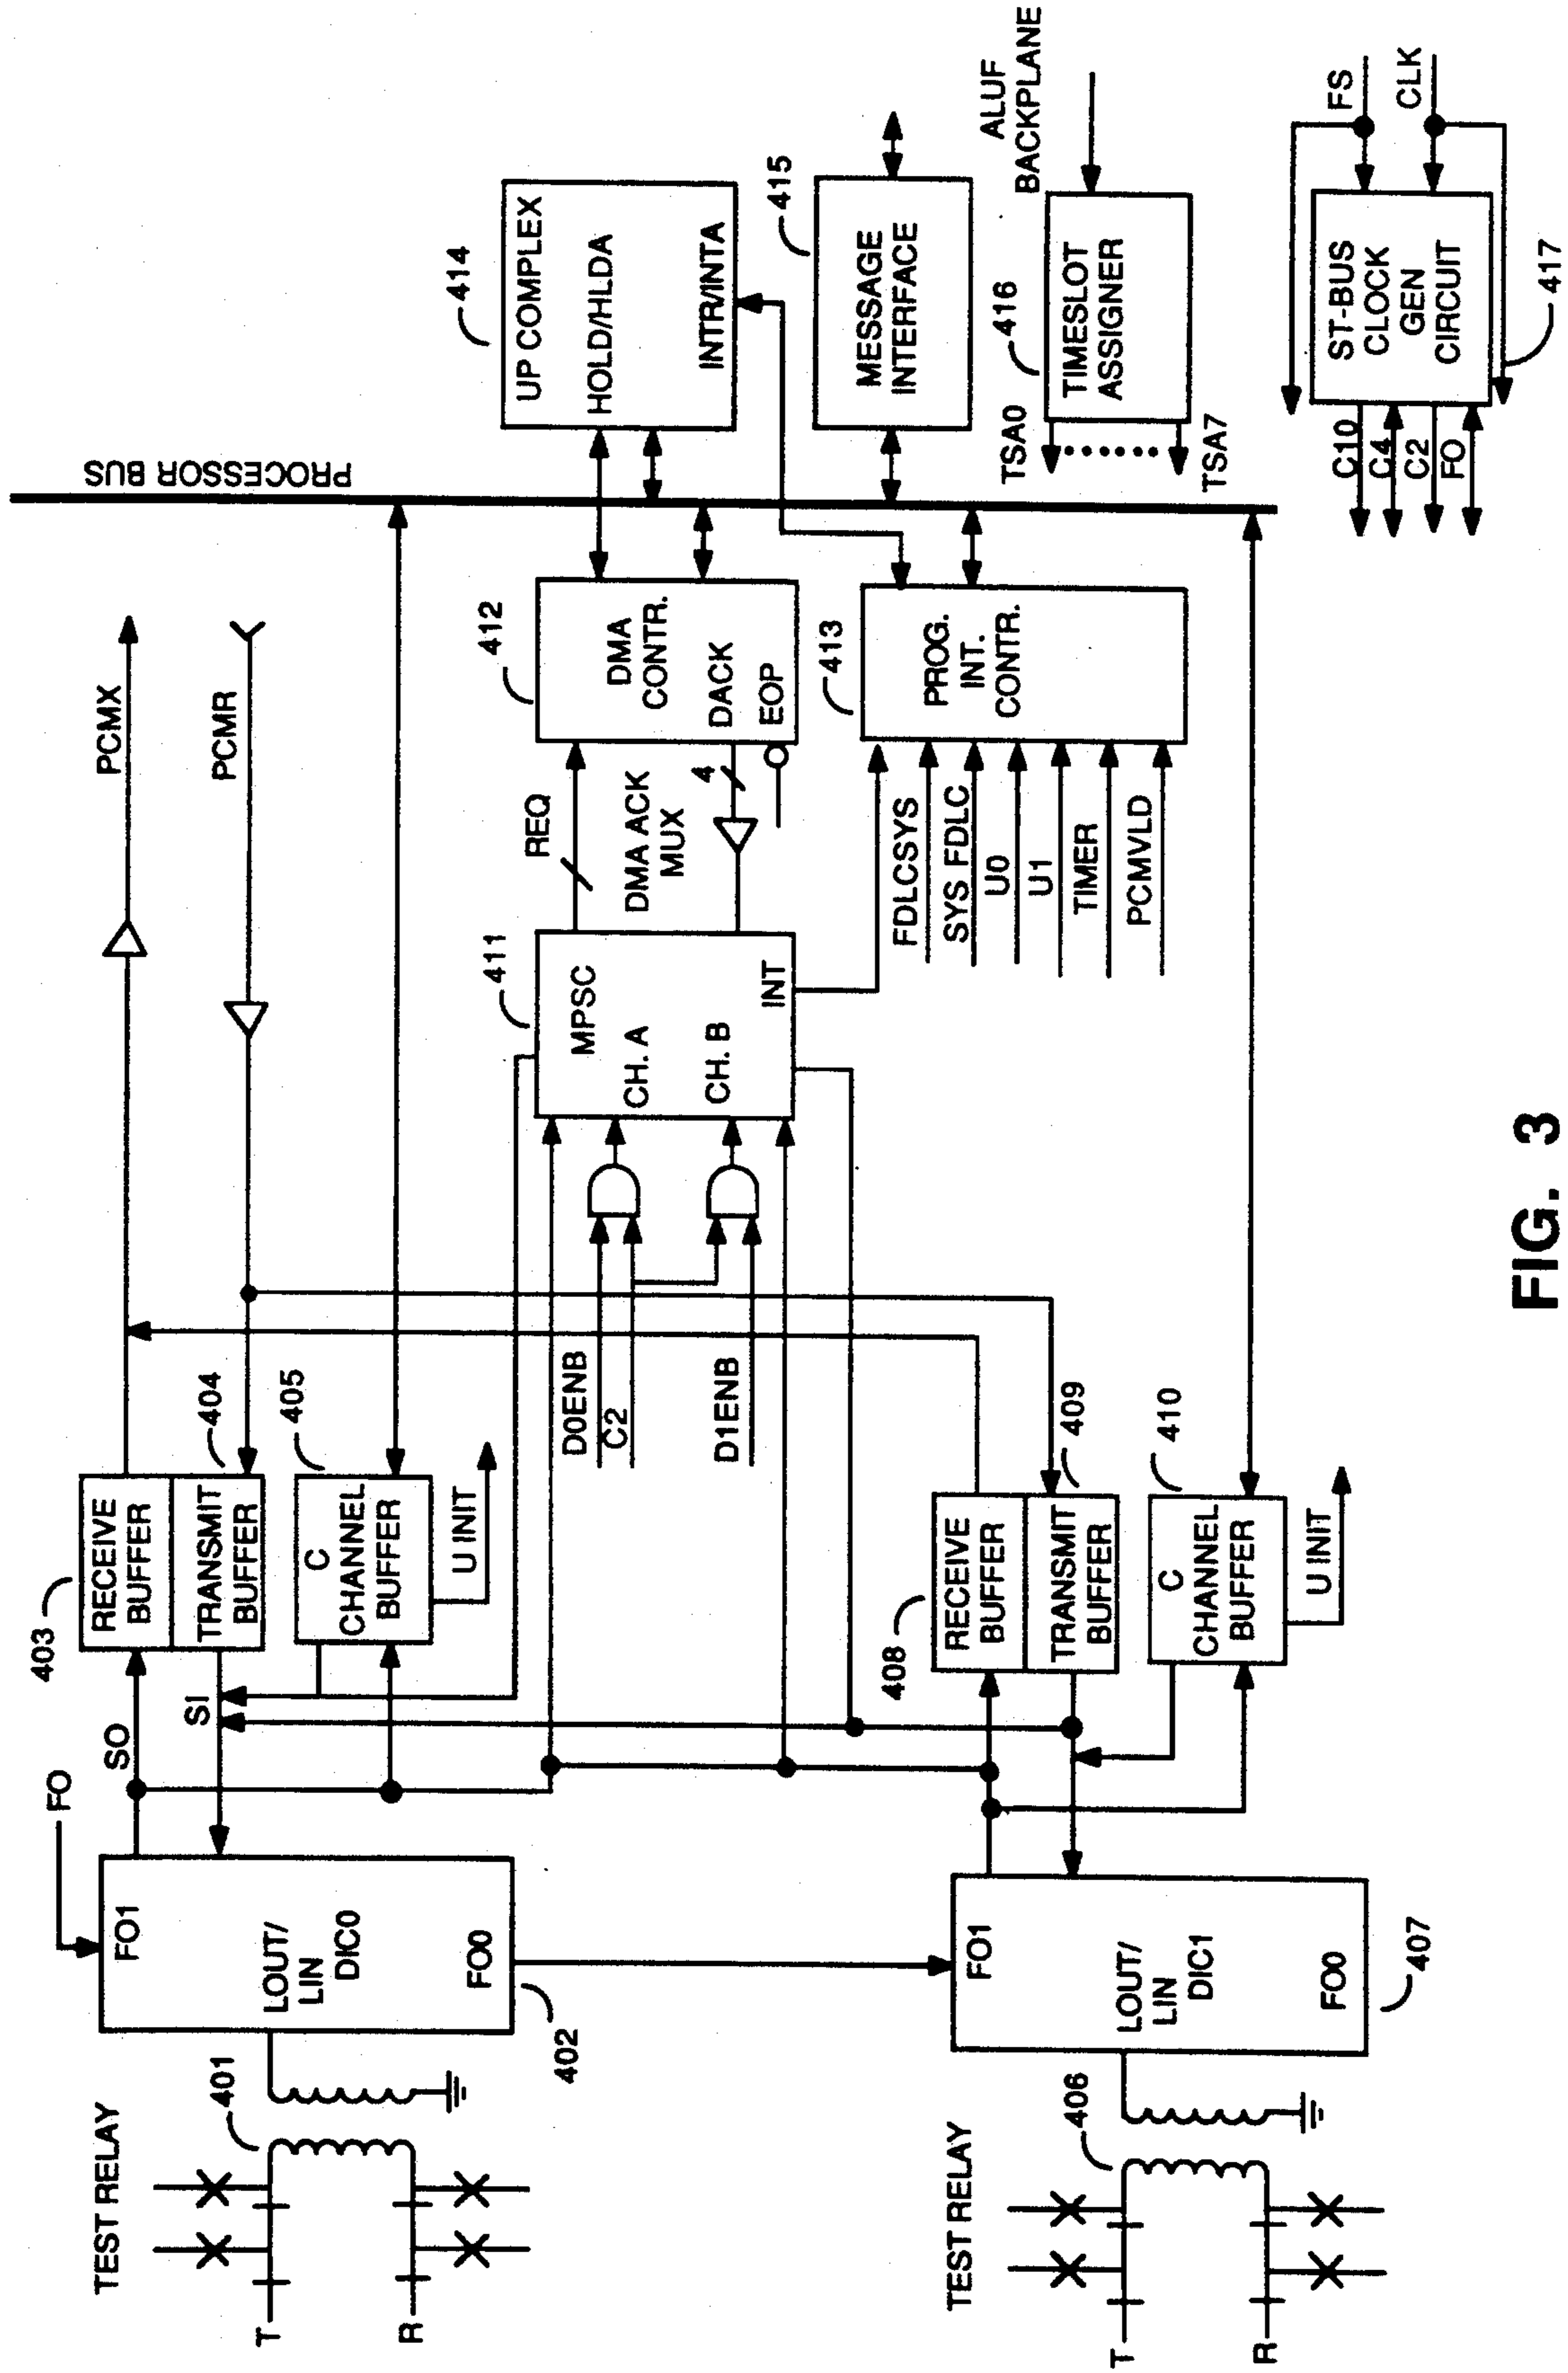 TEST RELAY
T
R
401
LOUT/
LIN
DIC0
FO1
FO0
402
FO
SO
SI
403
RECEIVE
BUFFER
TRANSMIT
BUFFER
404
C
CHANNEL
BUFFER
405
U INIT
PCMX
PCMR
TEST RELAY
T
R
406
LOUT/
LIN
DIC1
FO1
FO0
407
408
RECEIVE
BUFFER
TRANSMIT
BUFFER
409
C
CHANNEL
BUFFER
410
U INIT
D0ENB
C2
D1ENB
411
MPSC
CH. A
CH. B
INT
REQ
DMA ACK
MUX
4
412
DMA
CONTR.
DACK
EOP
413
PROG.
INT.
CONTR.
FDLCSYS
SYS FDLC
U0
U1
TIMER
PCMVLD
PROCESSOR BUS
414
UP COMPLEX
HOLD/HLDA
INTR/INTA
415
MESSAGE
INTERFACE
416
TIMESLOT
ASSIGNER
TSA0
TSA7
ALUF
BACKPLANE
ST-BUS
CLOCK
GEN
CIRCUIT
417
FS
CLK
C10
C4
C2
FO
FIG. 3